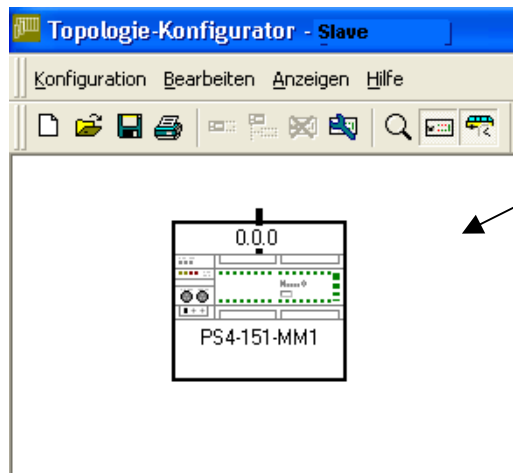 Topologie-Konfigurator - Slave
Konfiguration Bearbeiten Anzeigen Hilfe
0.0.0
PS4-151-MM1